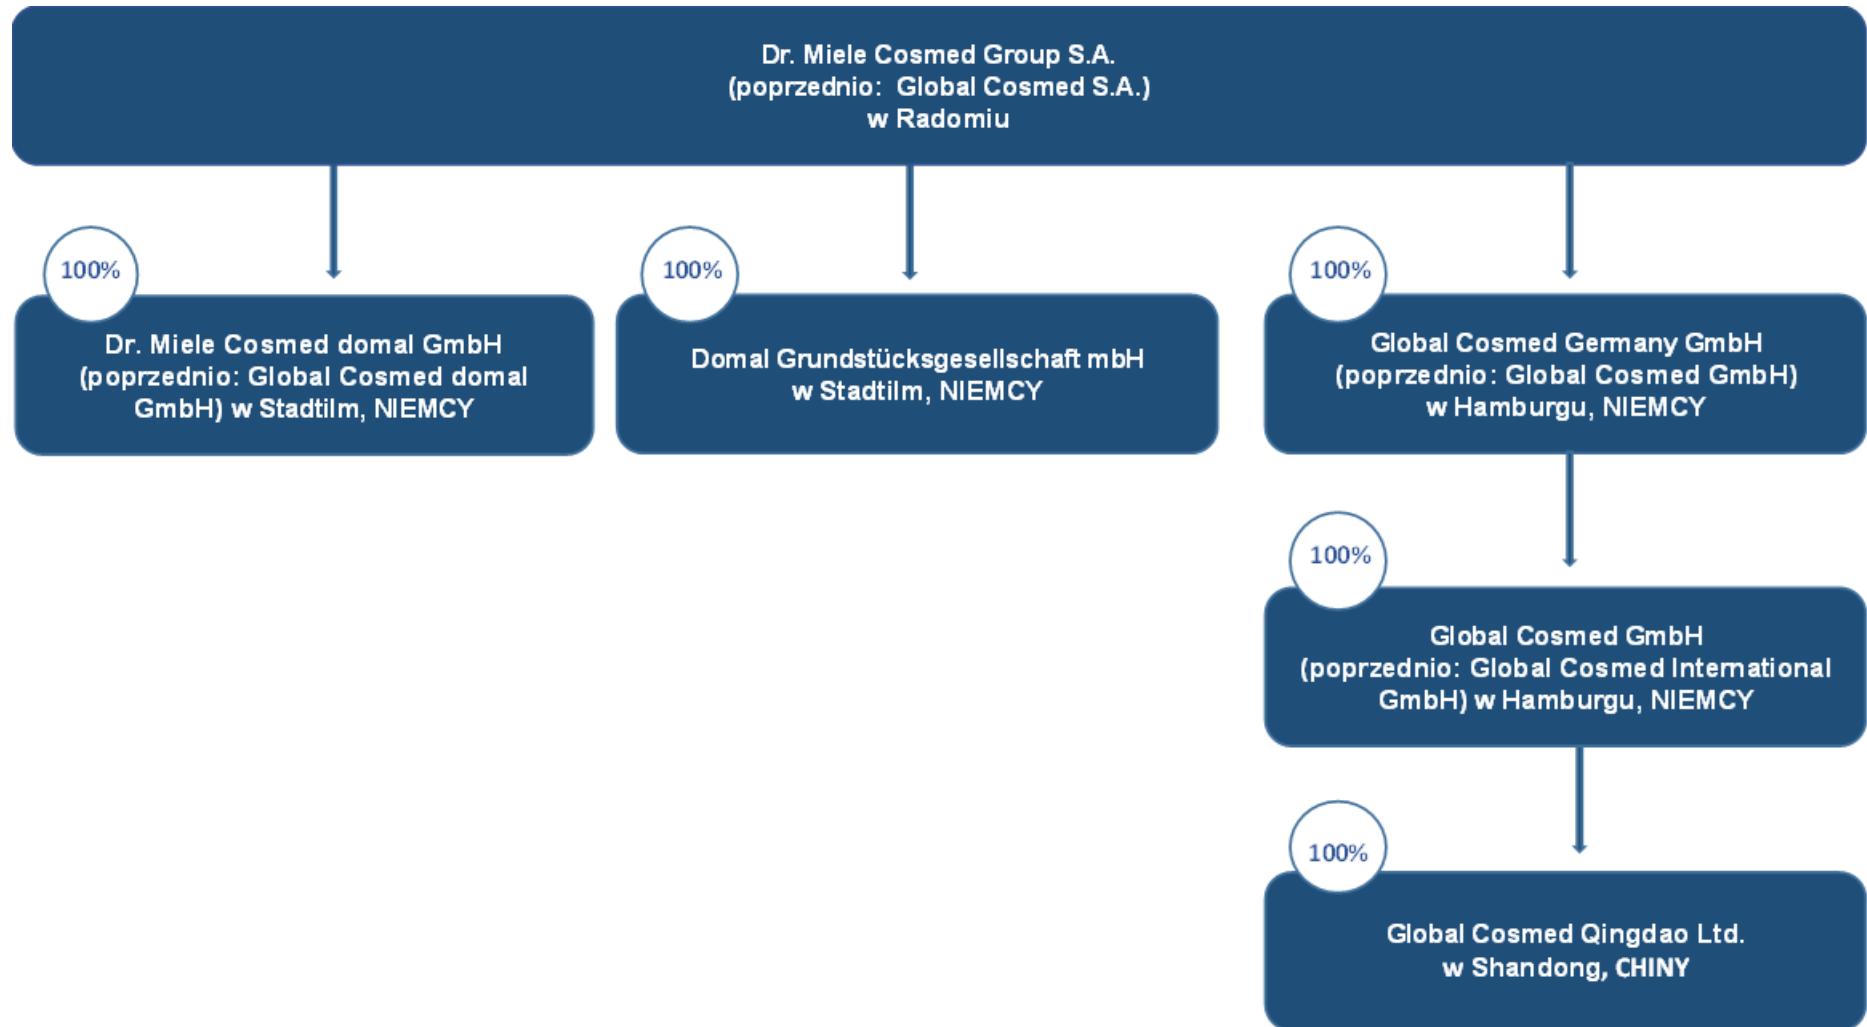 Dr. Miele Cosmed Group S.A.
(poprzednio: Global Cosmed S.A.)
w Radomiu
100%
Dr. Miele Cosmed domal GmbH
(poprzednio: Global Cosmed domal
GmbH) w Stadtilm, NIEMCY
100%
Domal Grundstücksgesellschaft mbH
w Stadtilm, NIEMCY
100%
Global Cosmed Germany GmbH
(poprzednio: Global Cosmed GmbH)
w Hamburgu, NIEMCY
100%
Global Cosmed GmbH
(poprzednio: Global Cosmed International
GmbH) w Hamburgu, NIEMCY
100%
Global Cosmed Qingdao Ltd.
w Shandong, CHINY